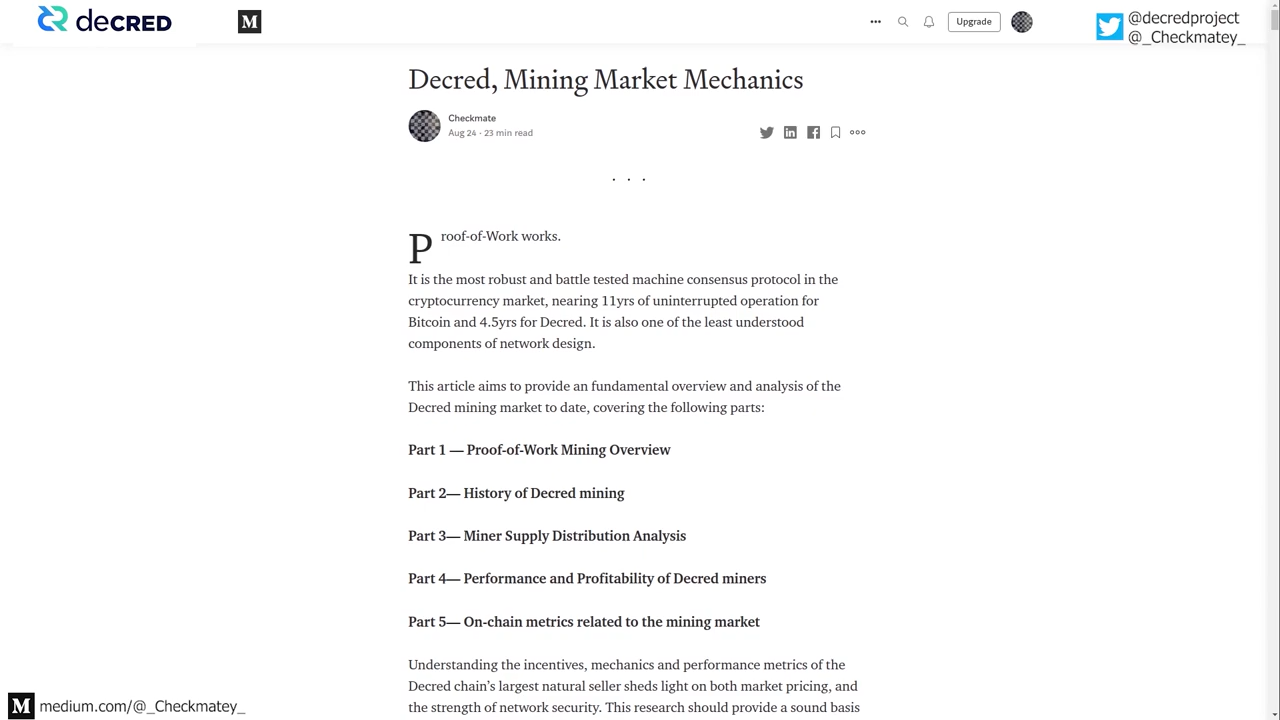 decRED
M
Upgrade
@decredproject
@_Checkmatey_
Decred, Mining Market Mechanics
Checkmate
Aug 24 · 23 min read
. . .
Proof-of-Work works.
It is the most robust and battle tested machine consensus protocol in the
cryptocurrency market, nearing 11yrs of uninterrupted operation for
Bitcoin and 4.5yrs for Decred. It is also one of the least understood
components of network design.
This article aims to provide an fundamental overview and analysis of the
Decred mining market to date, covering the following parts:
Part 1 — Proof-of-Work Mining Overview
Part 2— History of Decred mining
Part 3— Miner Supply Distribution Analysis
Part 4— Performance and Profitability of Decred miners
Part 5— On-chain metrics related to the mining market
Understanding the incentives, mechanics and performance metrics of the
Decred chain’s largest natural seller sheds light on both market pricing, and
the strength of network security. This research should provide a sound basis
M medium.com/@_Checkmatey_